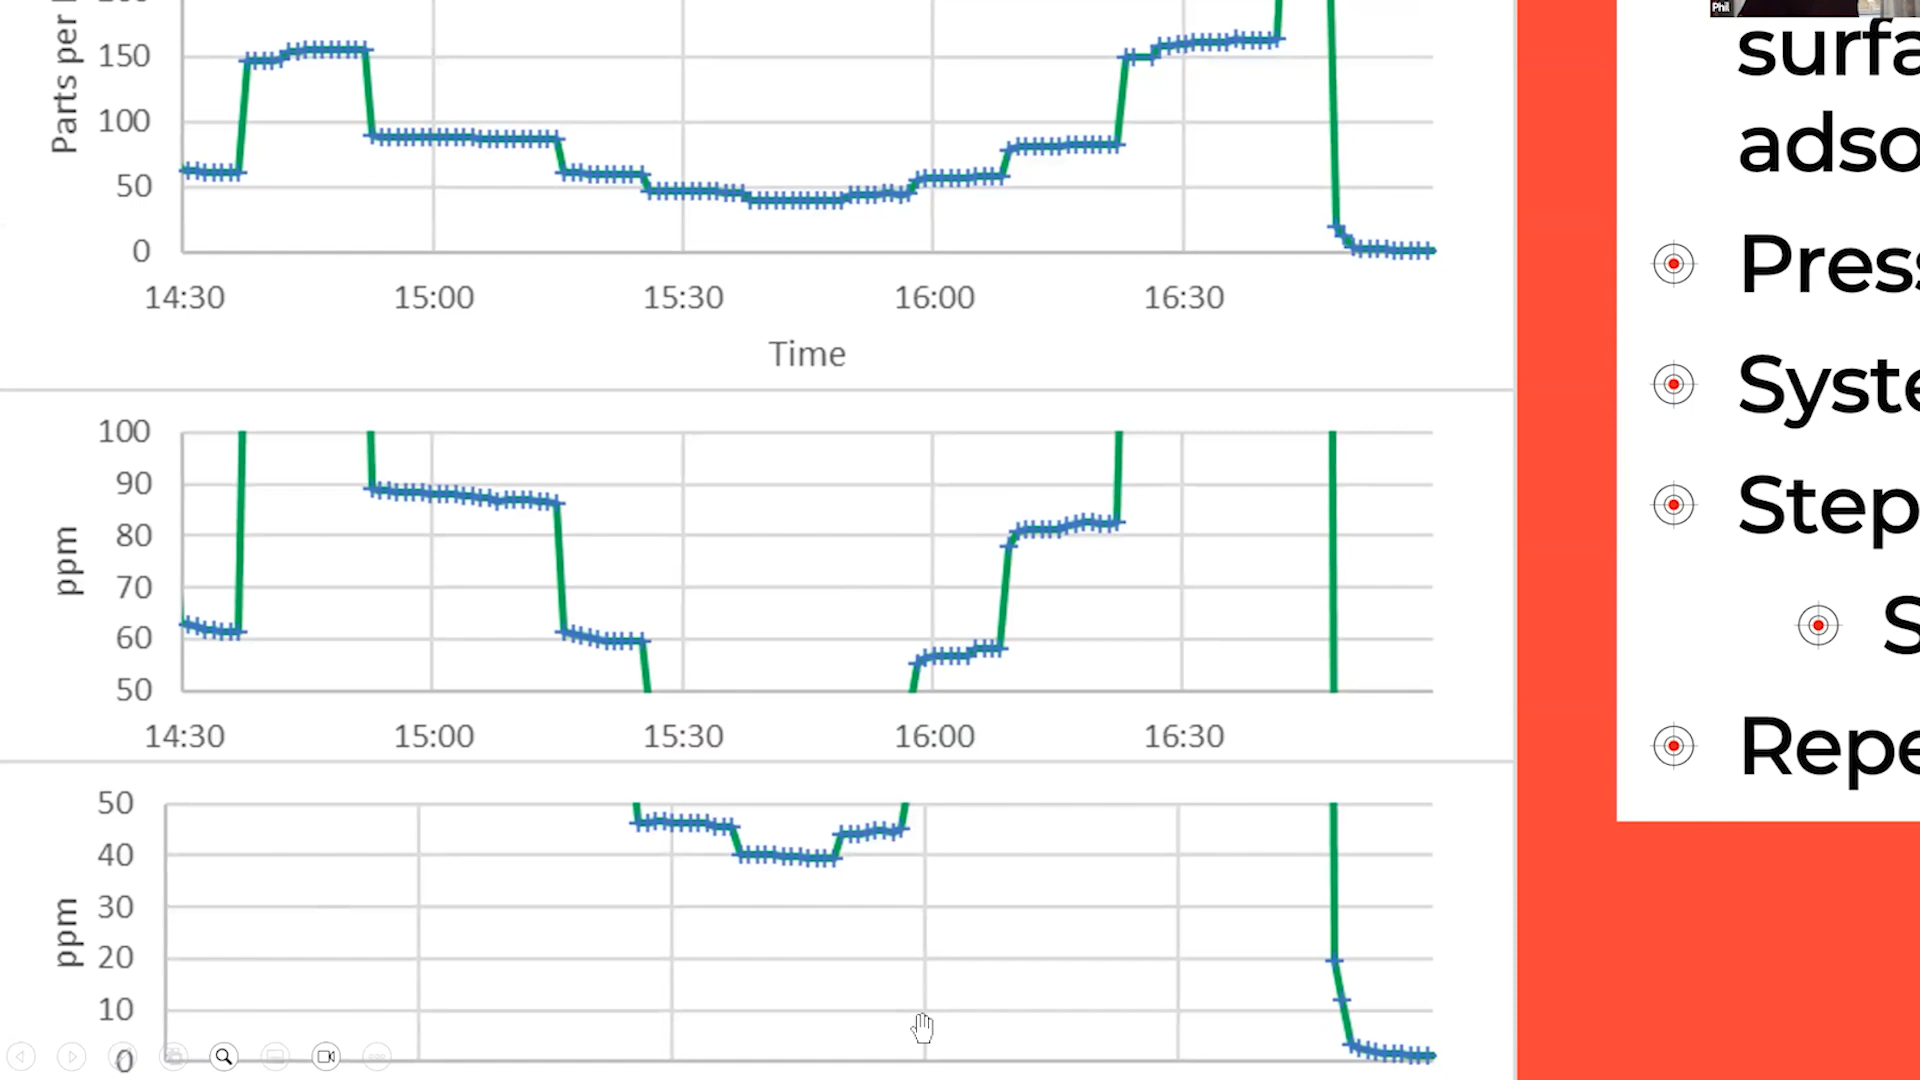 Parts per
150
100
50
0
14:30 15:00 15:30 16:00 16:30
Time
100
90
80
70
60
50
ppm
14:30 15:00 15:30 16:00 16:30
50
40
30
20
10
0
ppm
Phil
surfa
adso
Press
Syste
Step
S
Repe